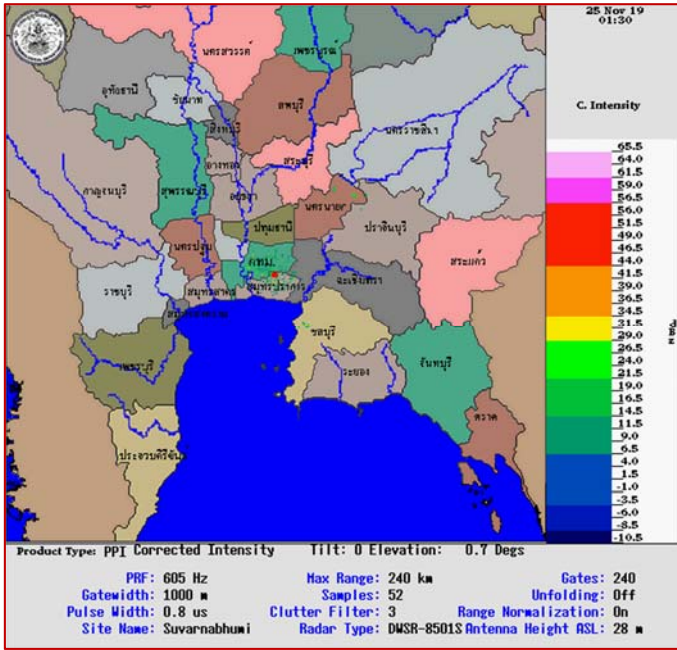 25 Nov 19
01:30
C. Intensity
65.5
64.0
61.5
59.0
56.5
56.0
51.5
49.0
46.5
44.0
41.5
39.0
36.5
34.0
31.5
29.0
26.5
24.0
21.5
19.0
16.5
14.5
11.5
9.0
6.5
4.0
1.5
-1.0
-3.5
-6.0
-8.5
-10.5
นครสวรรค์
เพชรบูรณ์
อุทัยธานี
ชัยนาท
ลพบุรี
นครราชสีมา
สิงห์บุรี
อ่างทอง
สระบุรี
กาญจนบุรี
สุพรรณบุรี
อยุธยา
นครนายก
ปราจีนบุรี
ปทุมธานี
นครปฐม
กทม.
สระแก้ว
ราชบุรี
สมุทรสาคร
สมุทรปราการ
ฉะเชิงเทรา
สมุทรสงคราม
เพชรบุรี
ชลบุรี
ระยอง
จันทบุรี
ตราด
ประจวบคีรีขันธ์
Product Type: PPI Corrected Intensity Tilt: 0 Elevation: 0.7 Degs
PRF: 605 Hz Max Range: 240 km Gates: 240
Gatewidth: 1000 m Samples: 52 Unfolding: Off
Pulse Width: 0.8 us Clutter Filter: 3 Range Normalization: On
Site Name: Suvarnabhumi Radar Type: DWSR-8501S Antenna Height ASL: 28 m